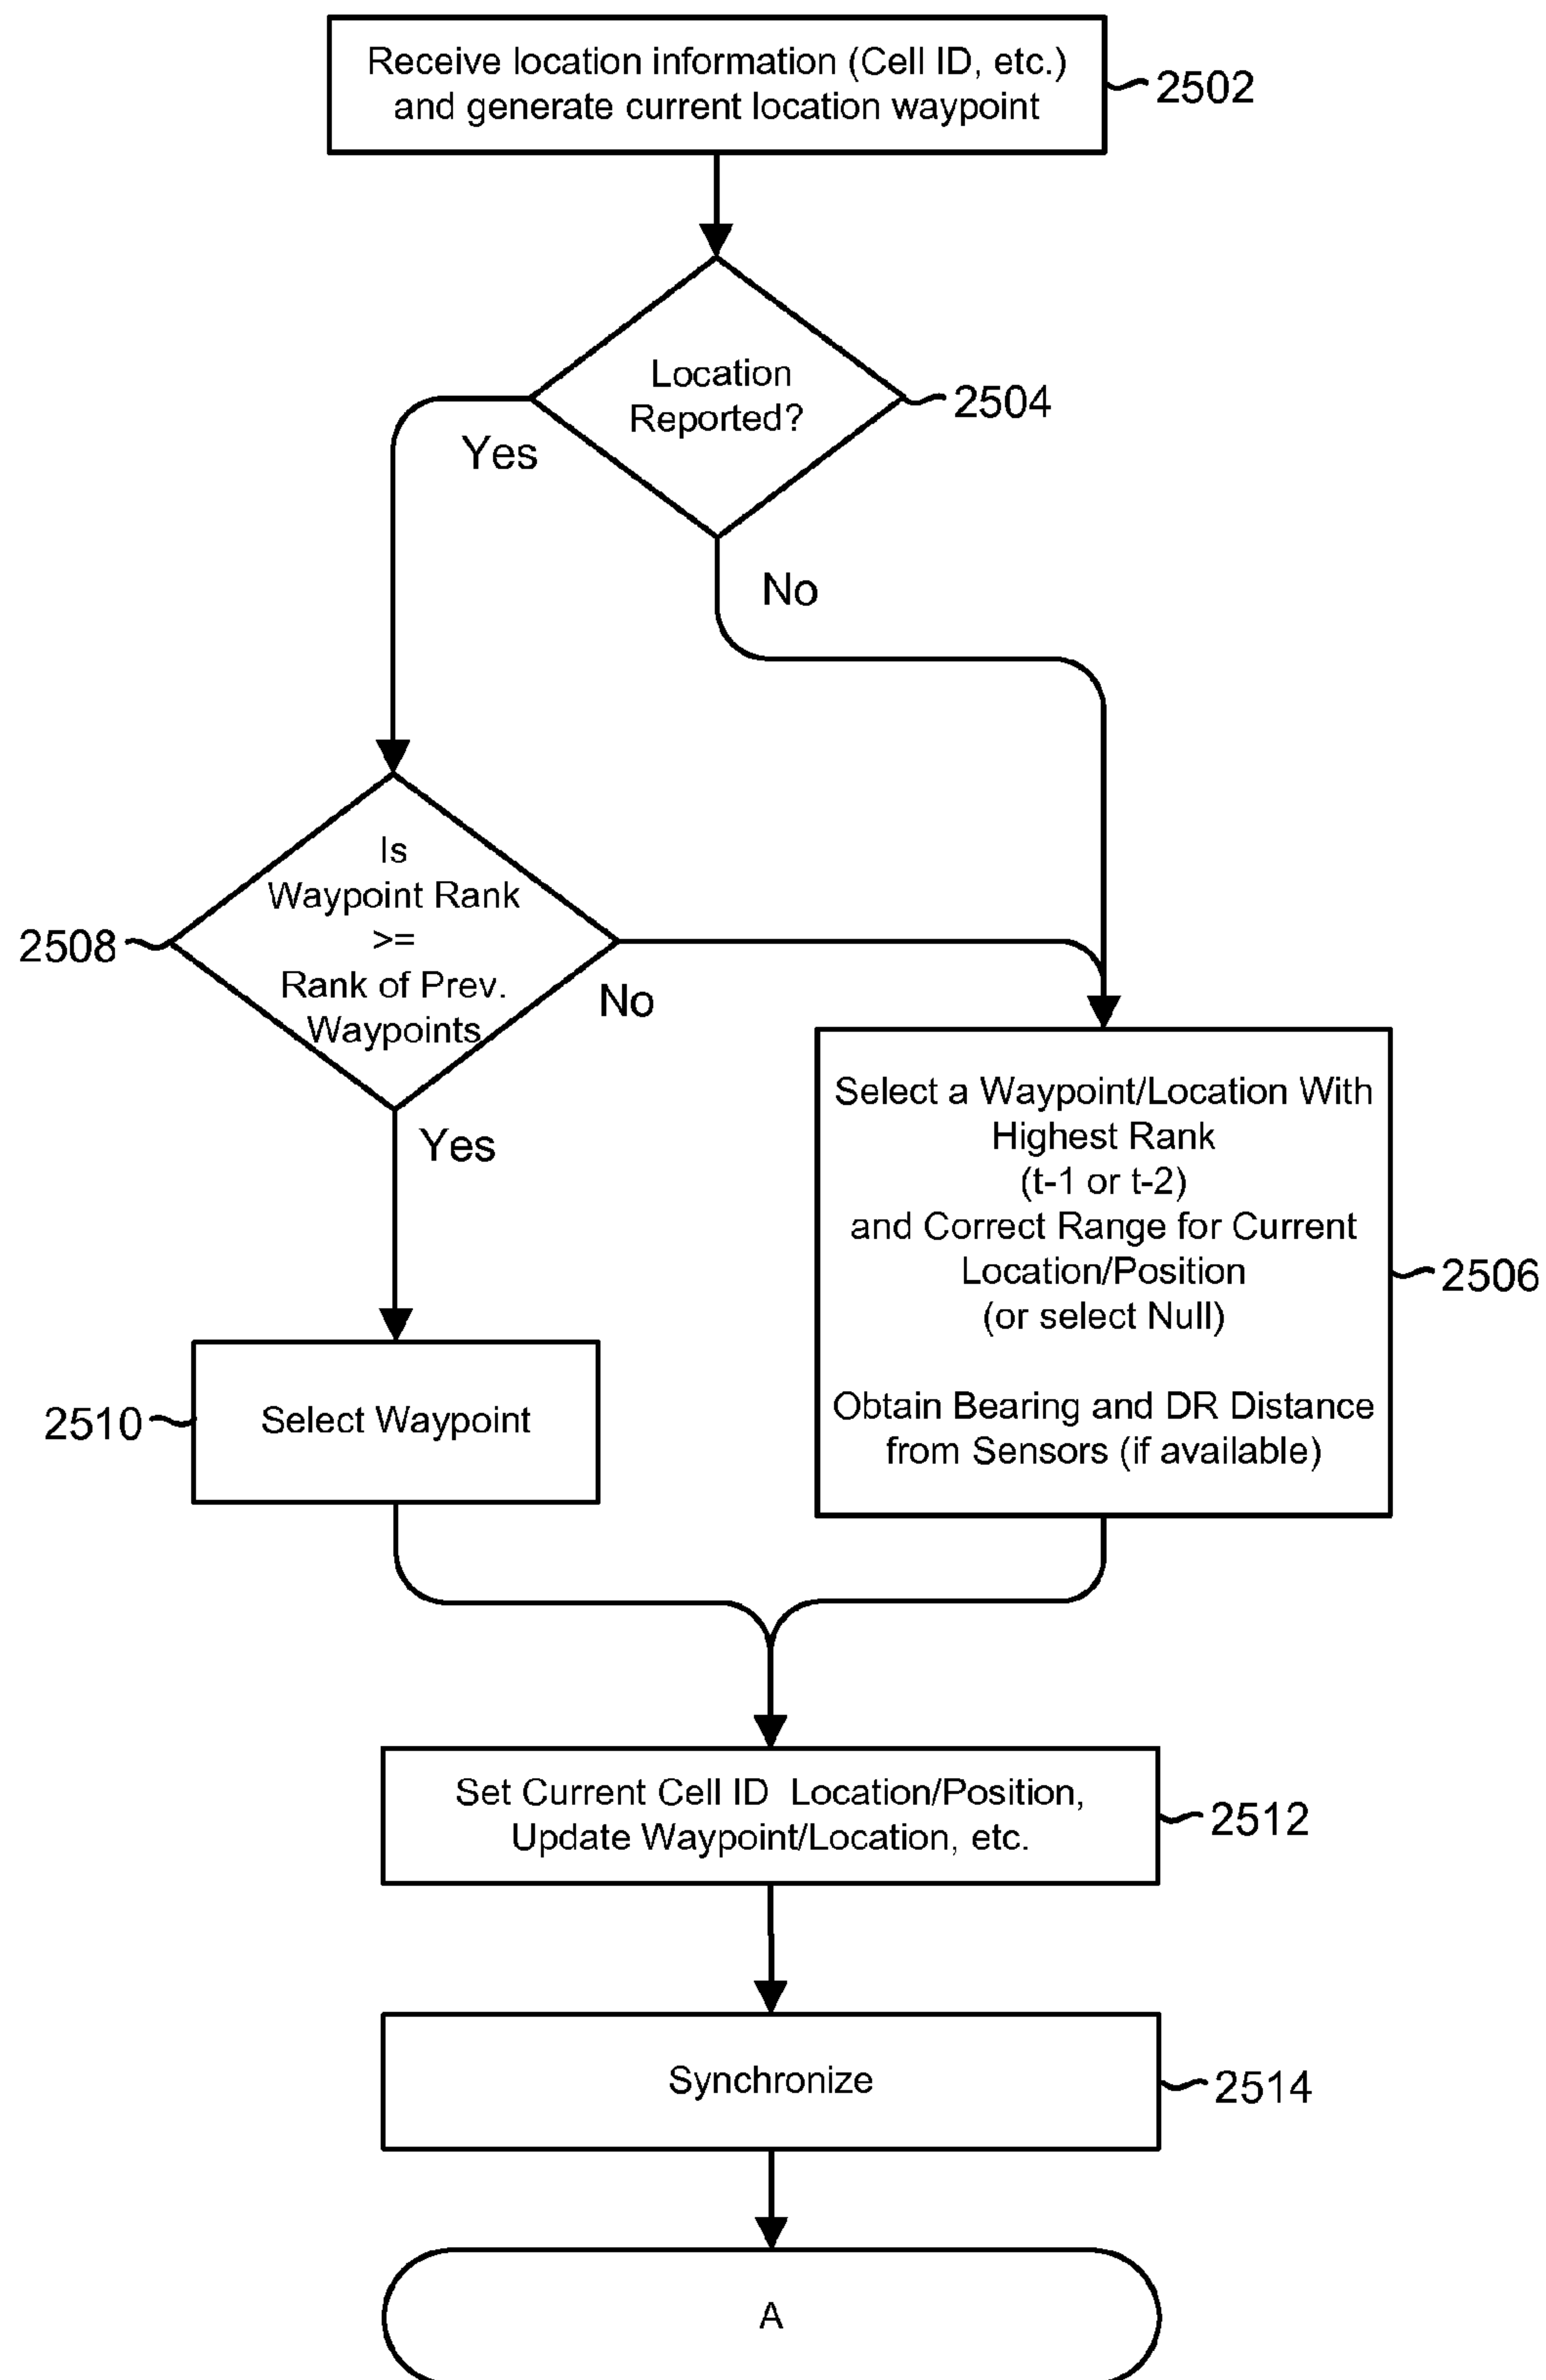 Receive location information (Cell ID, etc.)
and generate current location waypoint
2502
Location
Reported?
2504
Yes
No
Is
Waypoint Rank
>=
Rank of Prev.
Waypoints
2508
No
Yes
Select a Waypoint/Location With
Highest Rank
(t-1 or t-2)
and Correct Range for Current
Location/Position
(or select Null)
Obtain Bearing and DR Distance
from Sensors (if available)
2506
2510
Select Waypoint
Set Current Cell ID  Location/Position,
Update Waypoint/Location, etc.
2512
Synchronize
2514
A